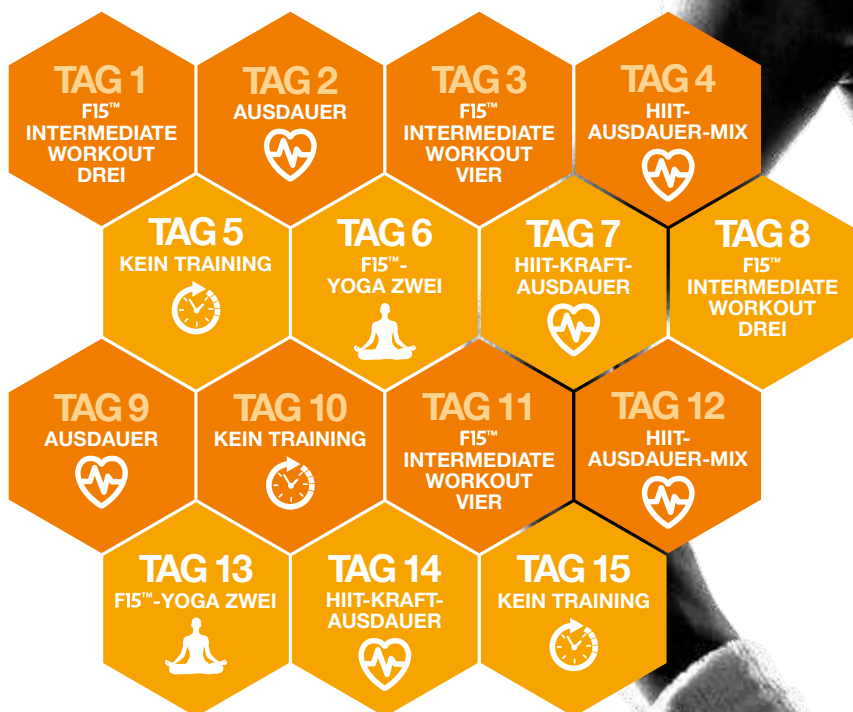 TAG 1
F15™
INTERMEDIATE
WORKOUT
DREI
TAG 2
AUSDAUER
TAG 3
F15™
INTERMEDIATE
WORKOUT
VIER
TAG 4
HIIT-
AUSDAUER-MIX
TAG 5
KEIN TRAINING
TAG 6
F15™-
YOGA ZWEI
TAG 7
HIIT-KRAFT-
AUSDAUER
TAG 8
F15™
INTERMEDIATE
WORKOUT
DREI
TAG 9
AUSDAUER
TAG 10
KEIN TRAINING
TAG 11
F15™
INTERMEDIATE
WORKOUT
VIER
TAG 12
HIIT-
AUSDAUER-MIX
TAG 13
F15™-YOGA ZWEI
TAG 14
HIIT-KRAFT-
AUSDAUER
TAG 15
KEIN TRAINING